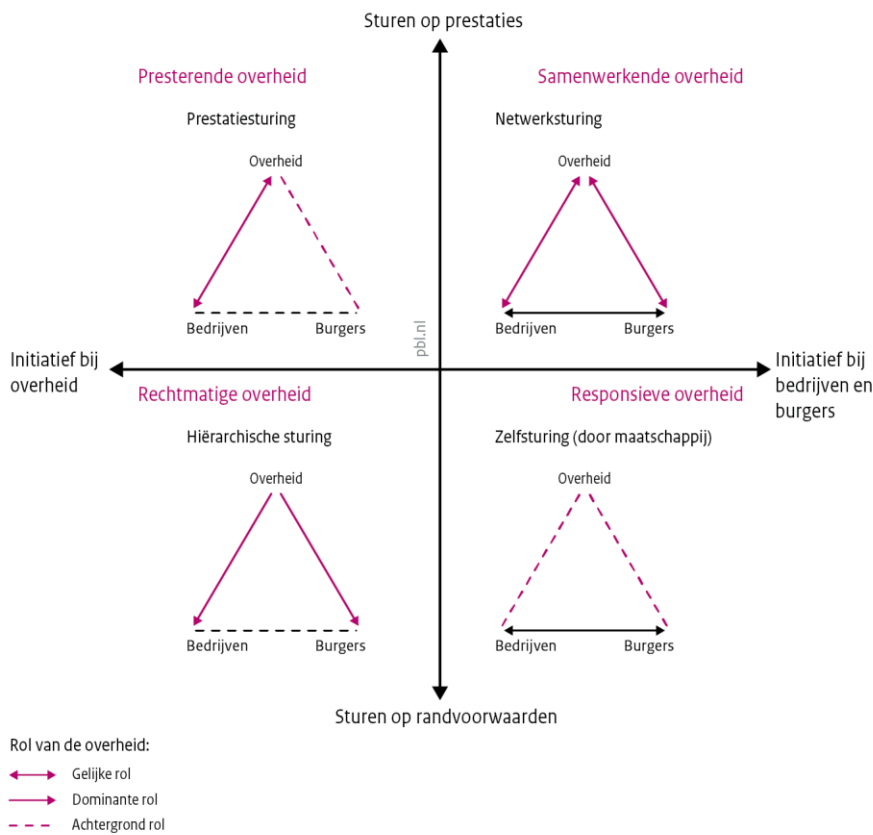 Sturen op prestaties
Presterende overheid
Samenwerkende overheid
Prestatiesturing
Netwerksturing
Overheid
Overheid
Bedrijven
Burgers
Bedrijven
Burgers
pbl.nl
Initiatief bij
overheid
Initiatief bij
bedrijven en
burgers
Rechtmatige overheid
Responsieve overheid
Hiërarchische sturing
Zelfsturing (door maatschappij)
Overheid
Overheid
Bedrijven
Burgers
Bedrijven
Burgers
Sturen op randvoorwaarden
Rol van de overheid:
Gelijke rol
Dominante rol
Achtergrond rol